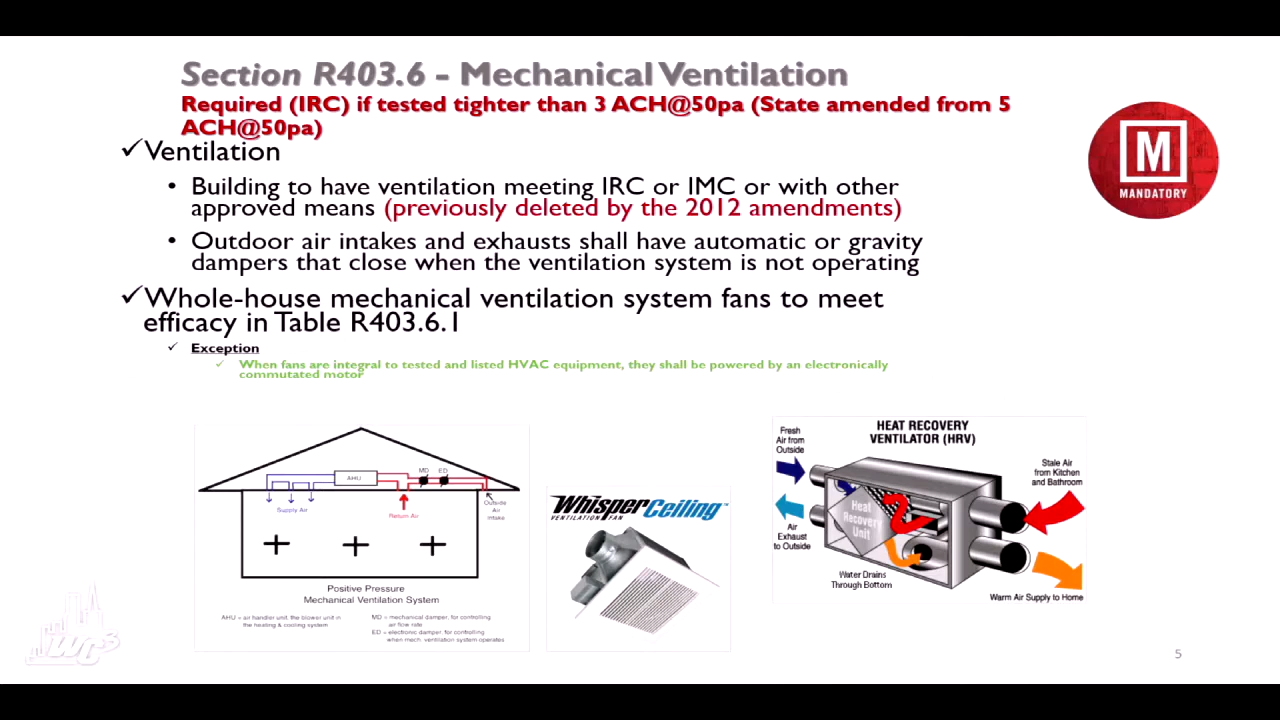 Section R403.6 - Mechanical Ventilation
Required (IRC) if tested tighter than 3 ACH@50pa (State amended from 5
ACH@50pa)
✓Ventilation
• Building to have ventilation meeting IRC or IMC or with other
approved means (previously deleted by the 2012 amendments)
• Outdoor air intakes and exhausts shall have automatic or gravity
dampers that close when the ventilation system is not operating
✓Whole-house mechanical ventilation system fans to meet
efficacy in Table R403.6.1
✓ Exception
✓ When fans are integral to tested and listed HVAC equipment, they shall be powered by an electronically
commutated motor
M
MANDATORY
MD ED
AHU
Supply Air
Return Air
Outside
Air
Intake
Positive Pressure
Mechanical Ventilation System
AHU = air handler unit, the blower unit in
the heating & cooling system
MD = mechanical damper, for controlling
air flow rate
ED = electronic damper, for controlling
when mech. ventilation system operates
WhisperCeiling™
VENTILATION FAN
HEAT RECOVERY
VENTILATOR (HRV)
Fresh
Air from
Outside
Stale Air
from Kitchen
and Bathroom
Heat
Recovery
Unit
Air
Exhaust
to Outside
Water Drains
Through Bottom
Warm Air Supply to Home
WC3
5